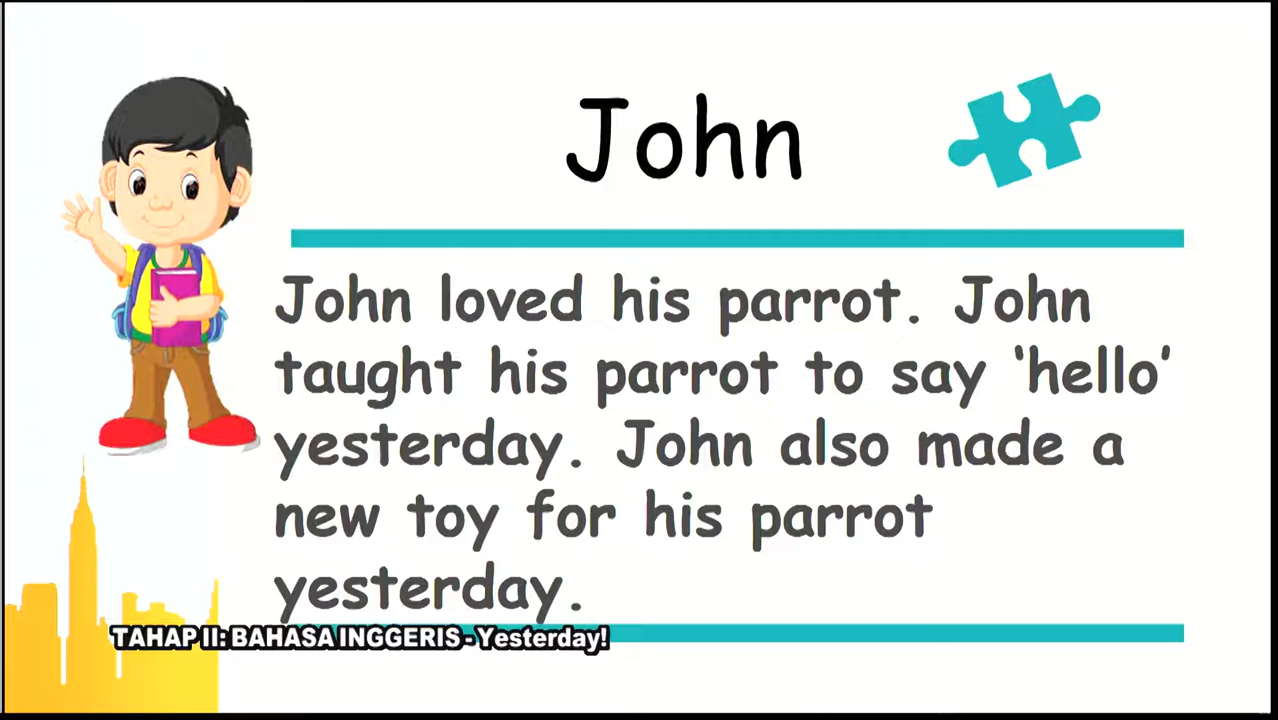 John
John loved his parrot. John
taught his parrot to say ‘hello’
yesterday. John also made a
new toy for his parrot
yesterday.
TAHAP II: BAHASA INGGERIS - Yesterday!